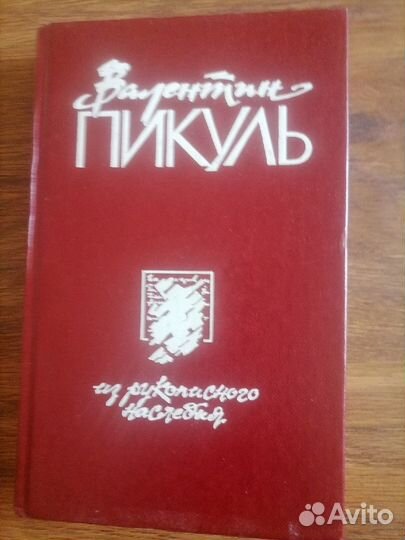 Валентин
ПИКУЛЬ
из рукописного
наследия.
Avito